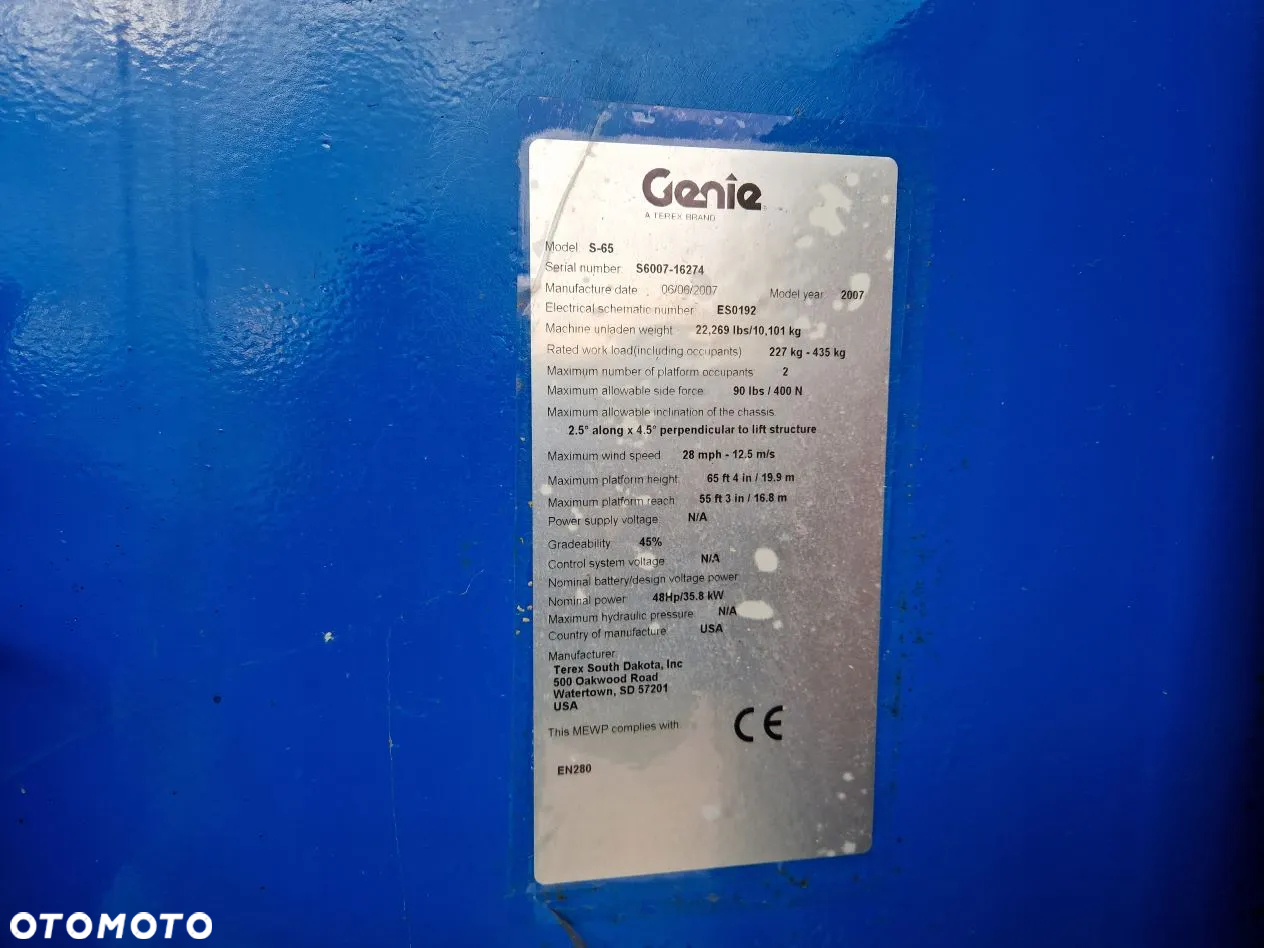 Genie
A TEREX BRAND
Model S-65
Serial number S6007-16274
Manufacture date 06/06/2007 Model year 2007
Electrical schematic number ES0192
Machine unladen weight 22,269 lbs/10,101 kg
Rated work load(including occupants) 227 kg - 435 kg
Maximum number of platform occupants 2
Maximum allowable side force 90 lbs / 400 N
Maximum allowable inclination of the chassis
2.5° along x 4.5° perpendicular to lift structure
Maximum wind speed 28 mph - 12.5 m/s
Maximum platform height 65 ft 4 in / 19.9 m
Maximum platform reach 55 ft 3 in / 16.8 m
Power supply voltage N/A
Gradeability 45%
Control system voltage N/A
Nominal battery/design voltage power
Nominal power 48Hp/35.8 kW
Maximum hydraulic pressure N/A
Country of manufacture USA
Manufacturer
Terex South Dakota, Inc
500 Oakwood Road
Watertown, SD 57201
USA
This MEWP complies with CE
EN280
OTOMOTO